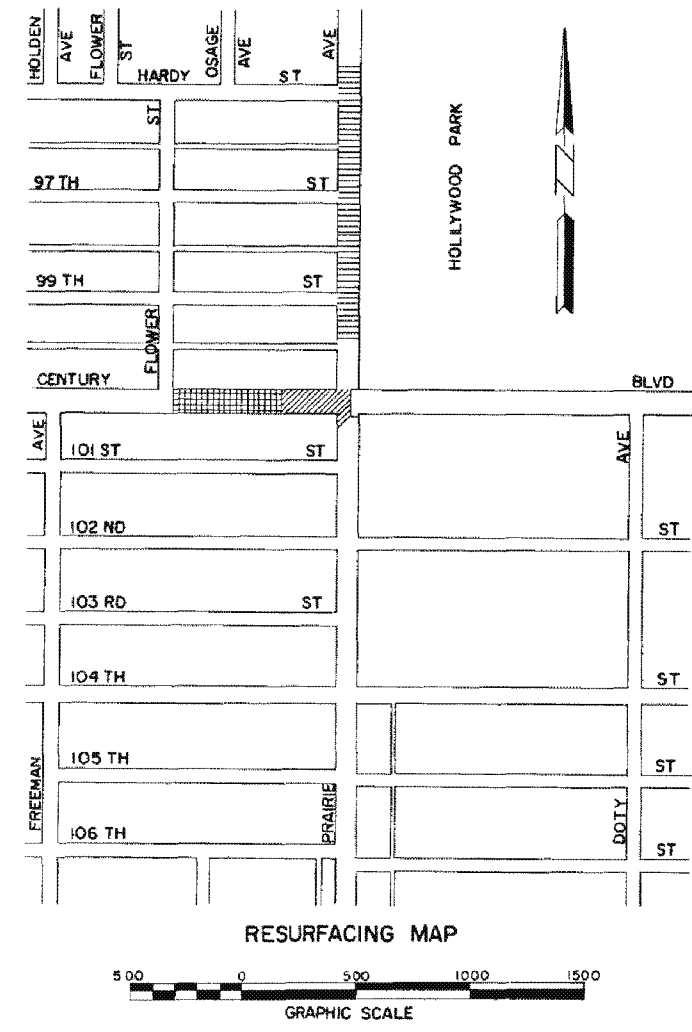 HOLDEN
AVE
FLOWER
ST
OSAGE
AVE
AVE
HARDY ST
ST
HOLILYWOOD PARK
N
97 TH ST
99 TH ST
FLOWER
CENTURY BLVD
AVE
101 ST ST
AVE
102 ND ST
103 RD ST
104 TH ST
105 TH ST
FREEMAN
PRAIRIE
DOTY
106 TH ST
RESURFACING MAP
500 0 500 1000 1500
GRAPHIC SCALE